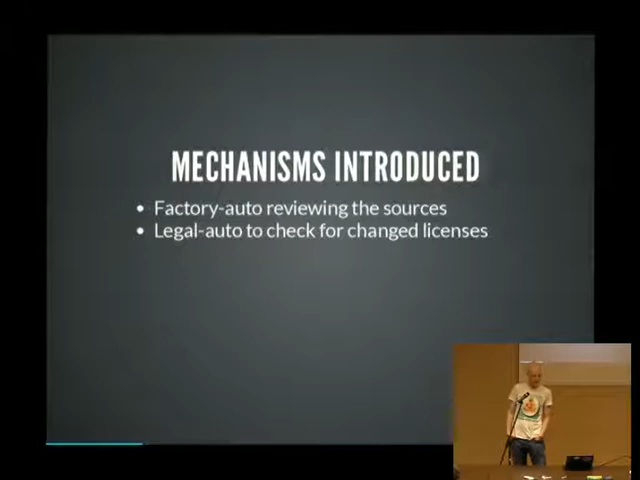 MECHANISMS INTRODUCED
Factory-auto reviewing the sources
Legal-auto to check for changed licenses